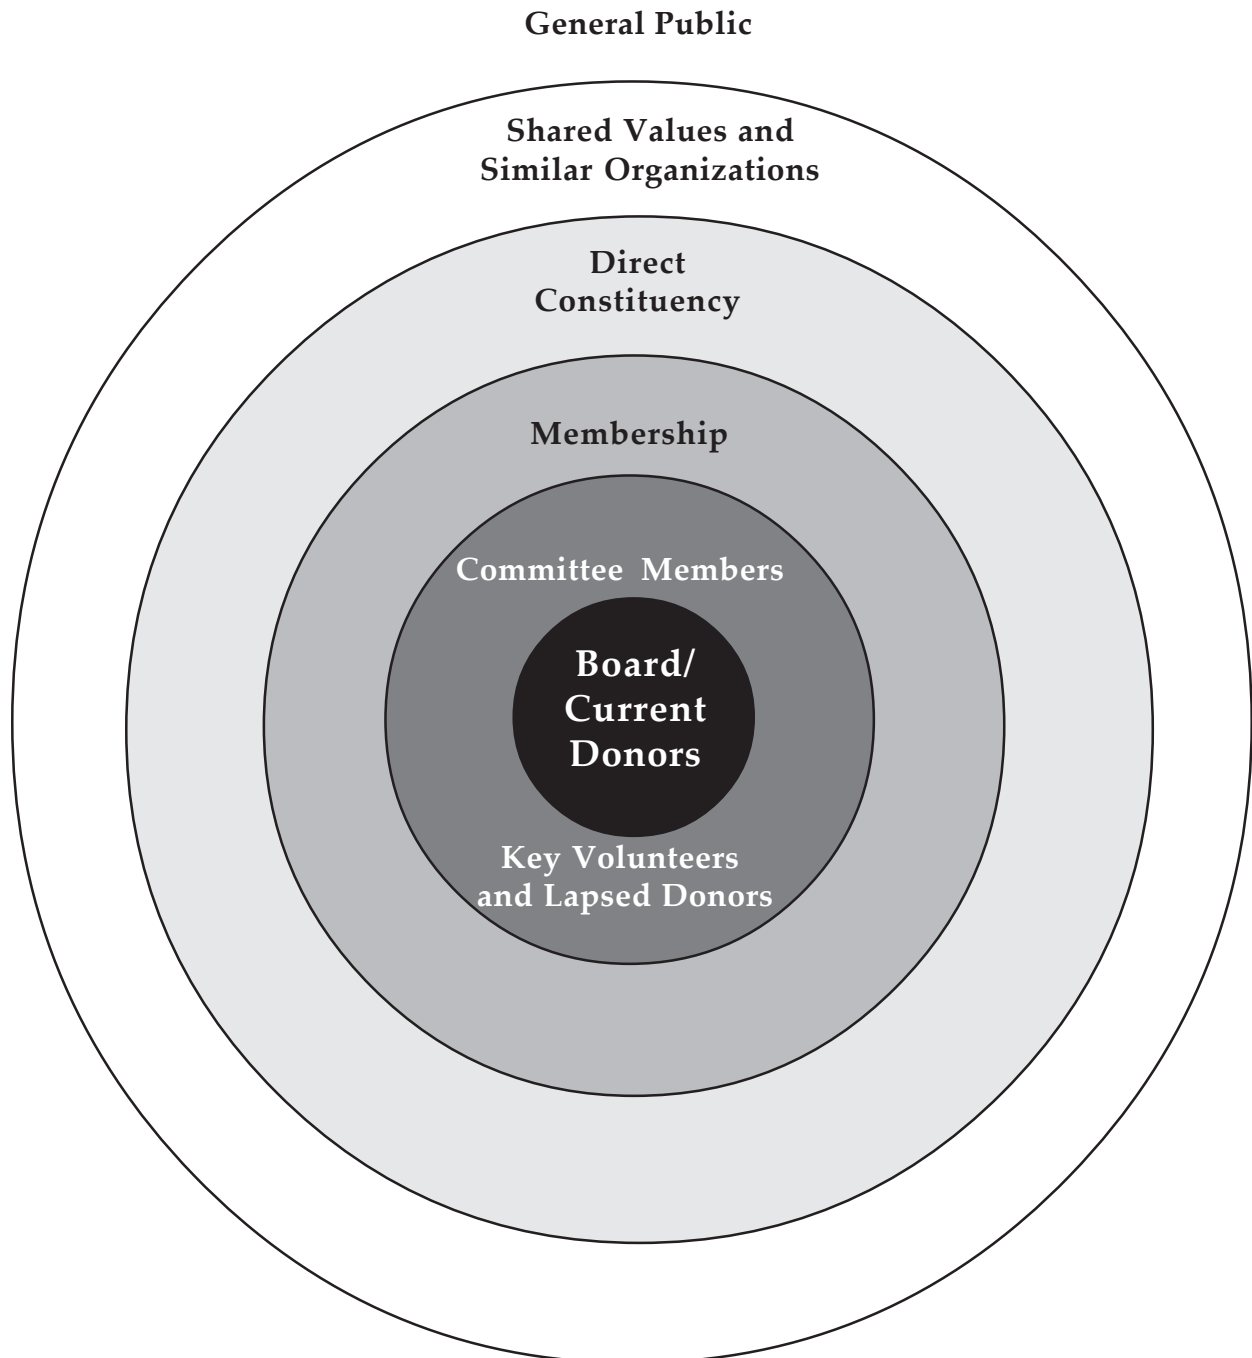 General Public
Shared Values and
Similar Organizations
Direct
Constituency
Membership
Committee Members
Board/
Current
Donors
Key Volunteers
and Lapsed Donors